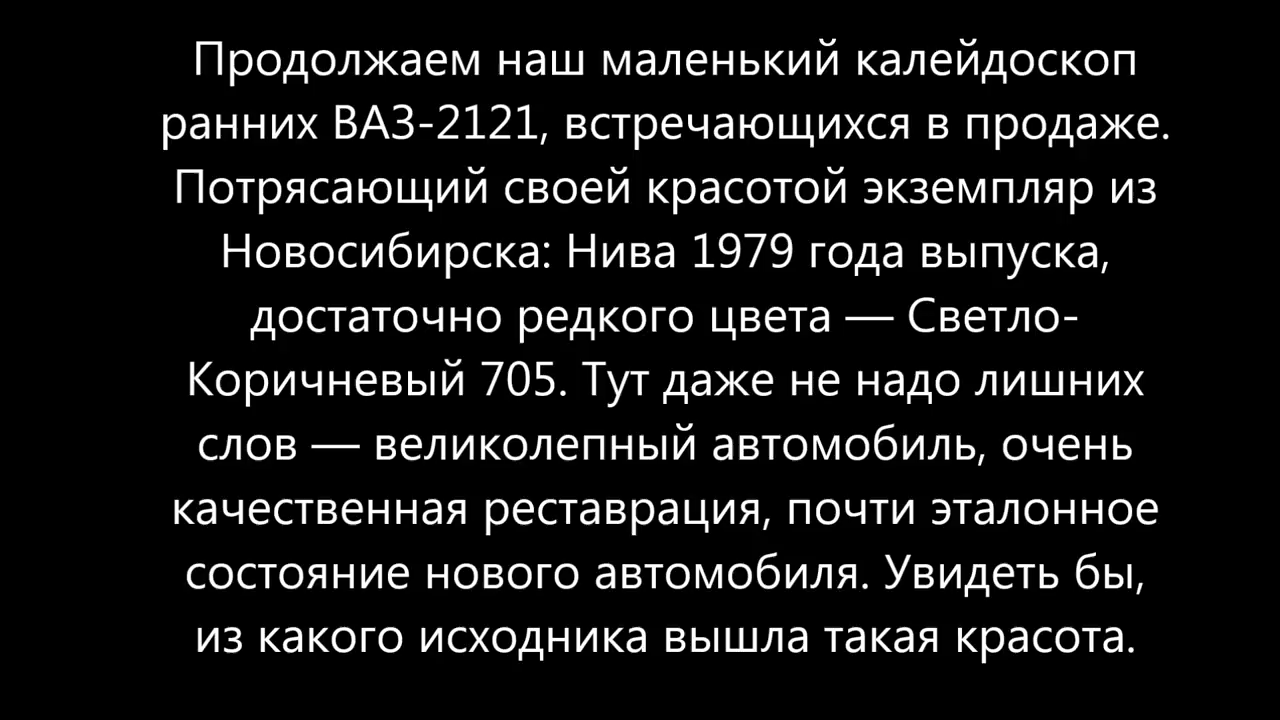 Продолжаем наш маленький калейдоскоп
ранних ВАЗ-2121, встречающихся в продаже.
Потрясающий своей красотой экземпляр из
Новосибирска: Нива 1979 года выпуска,
достаточно редкого цвета — Светло-
Коричневый 705. Тут даже не надо лишних
слов — великолепный автомобиль, очень
качественная реставрация, почти эталонное
состояние нового автомобиля. Увидеть бы,
из какого исходника вышла такая красота.